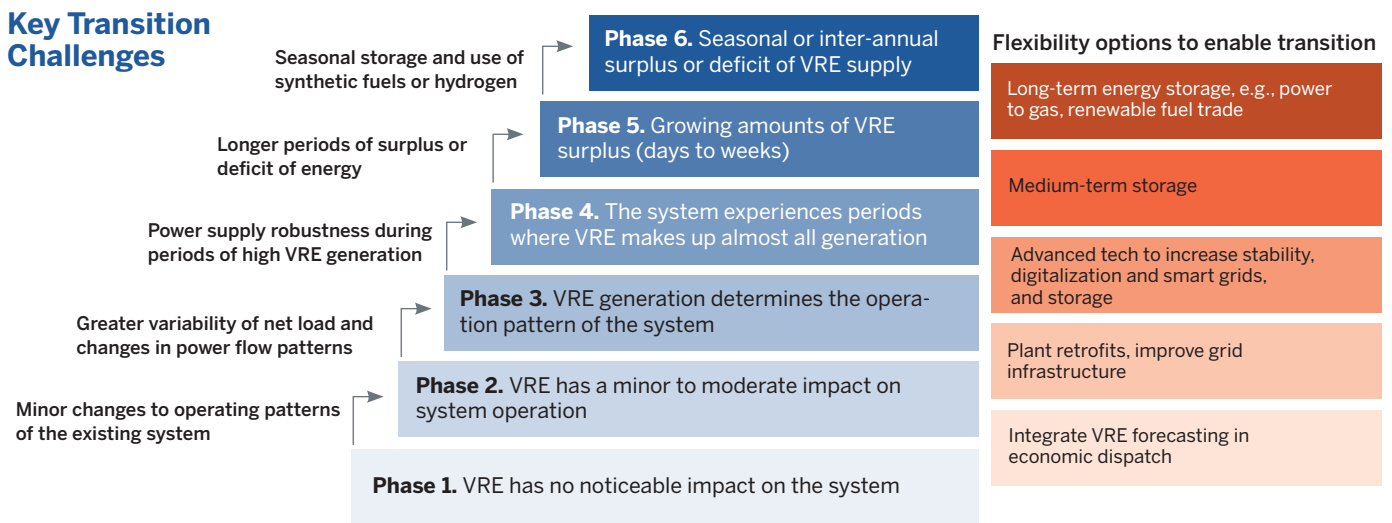 Key Transition
Challenges
Seasonal storage and use of
synthetic fuels or hydrogen
Longer periods of surplus or
deficit of energy
Power supply robustness during
periods of high VRE generation
Greater variability of net load and
changes in power flow patterns
Minor changes to operating patterns
of the existing system
Phase 6. Seasonal or inter-annual
surplus or deficit of VRE supply
Phase 5. Growing amounts of VRE
surplus (days to weeks)
Phase 4. The system experiences periods
where VRE makes up almost all generation
Phase 3. VRE generation determines the opera-
tion pattern of the system
Phase 2. VRE has a minor to moderate impact on
system operation
Phase 1. VRE has no noticeable impact on the system
Flexibility options to enable transition
Long-term energy storage, e.g., power
to gas, renewable fuel trade
Medium-term storage
Advanced tech to increase stability,
digitalization and smart grids,
and storage
Plant retrofits, improve grid
infrastructure
Integrate VRE forecasting in
economic dispatch